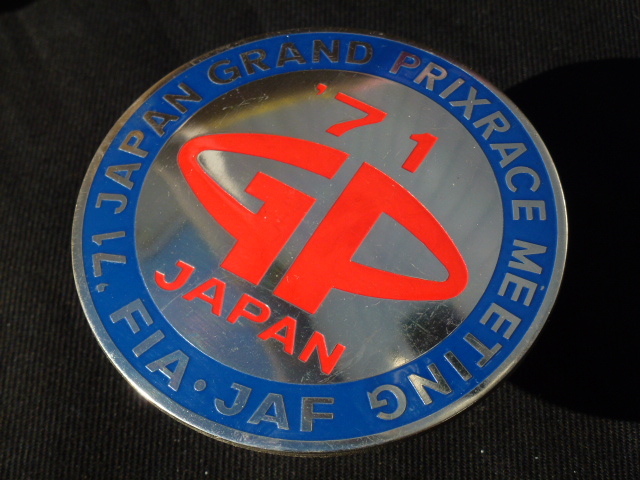 '71 JAPAN GRAND PRIXRACE MEETING
'71
GP
JAPAN
FIA・JAF